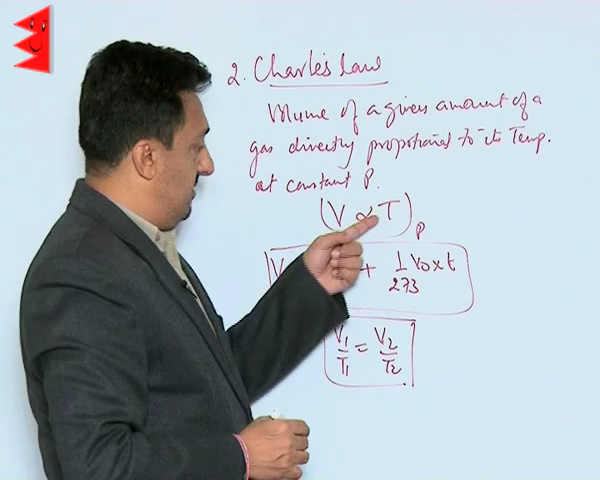 2. Charle's Law
Volume of a given amount of a
gas directly proportional to its Temp.
at constant P.
(V ∝ T)P
V + 1/273 V0 x t
V1/T1 = V2/T2